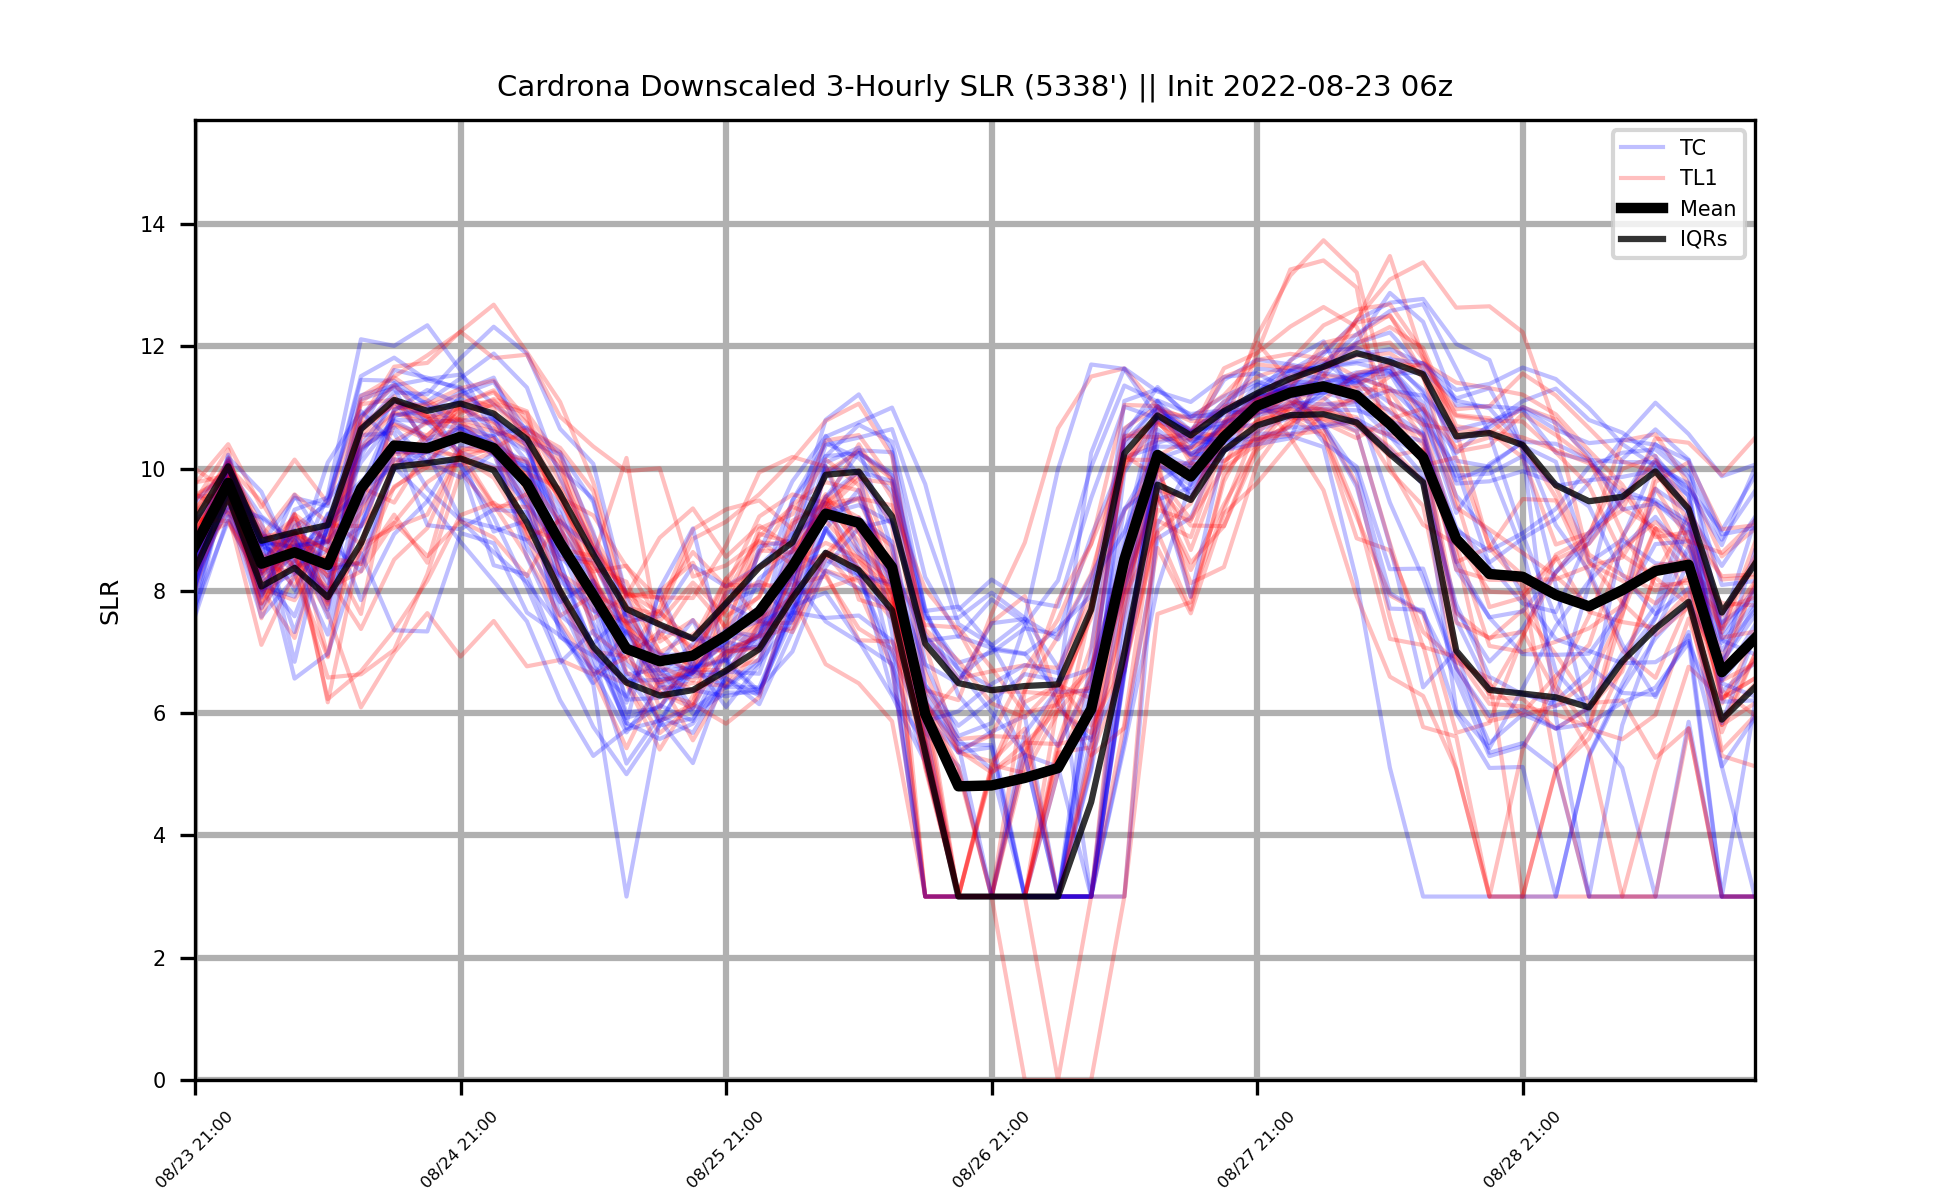 Cardrona Downscaled 3-Hourly SLR (5338') || Init 2022-08-23 06z
TC
TL1
Mean
IQRs
SLR
14
12
10
8
6
4
2
0
08/23 21:00
08/24 21:00
08/25 21:00
08/26 21:00
08/27 21:00
08/28 21:00